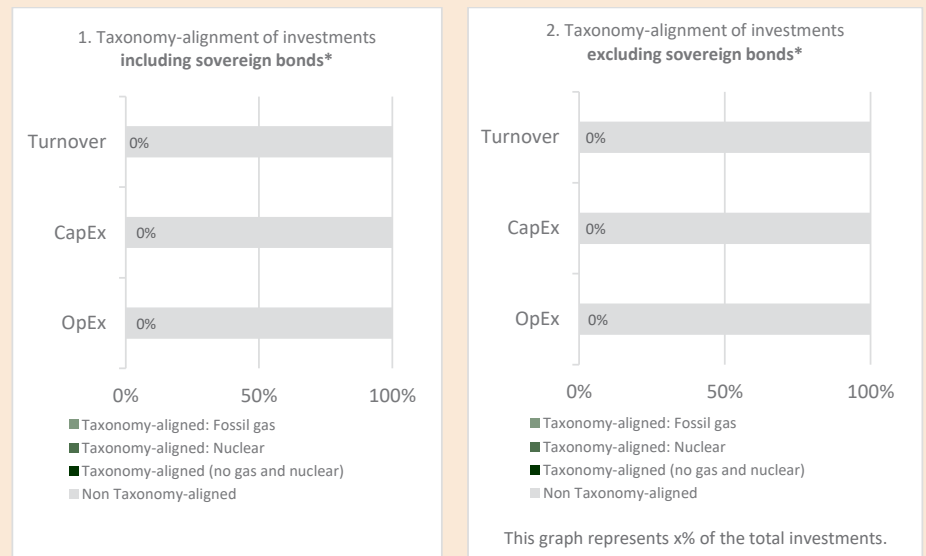 1. Taxonomy-alignment of investments
including sovereign bonds*
Turnover
0%
CapEx
0%
OpEx
0%
0% 50% 100%
Taxonomy-aligned: Fossil gas
Taxonomy-aligned: Nuclear
Taxonomy-aligned (no gas and nuclear)
Non Taxonomy-aligned
2. Taxonomy-alignment of investments
excluding sovereign bonds*
Turnover
0%
CapEx
0%
OpEx
0%
0% 50% 100%
Taxonomy-aligned: Fossil gas
Taxonomy-aligned: Nuclear
Taxonomy-aligned (no gas and nuclear)
Non Taxonomy-aligned
This graph represents x% of the total investments.